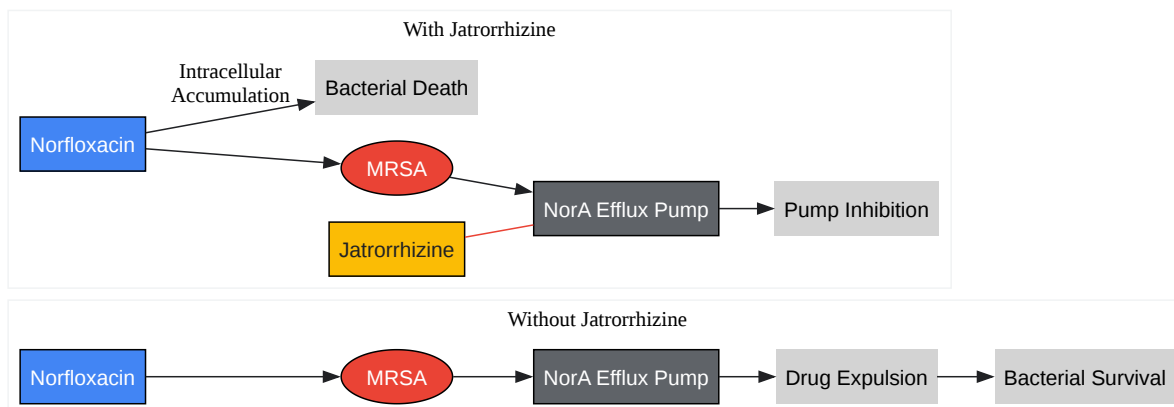 With Jatrorrhizine
Intracellular
Accumulation
Bacterial Death
Norfloxacin
MRSA
NorA Efflux Pump
Pump Inhibition
Jatrorrhizine
Without Jatrorrhizine
Norfloxacin
MRSA
NorA Efflux Pump
Drug Expulsion
Bacterial Survival